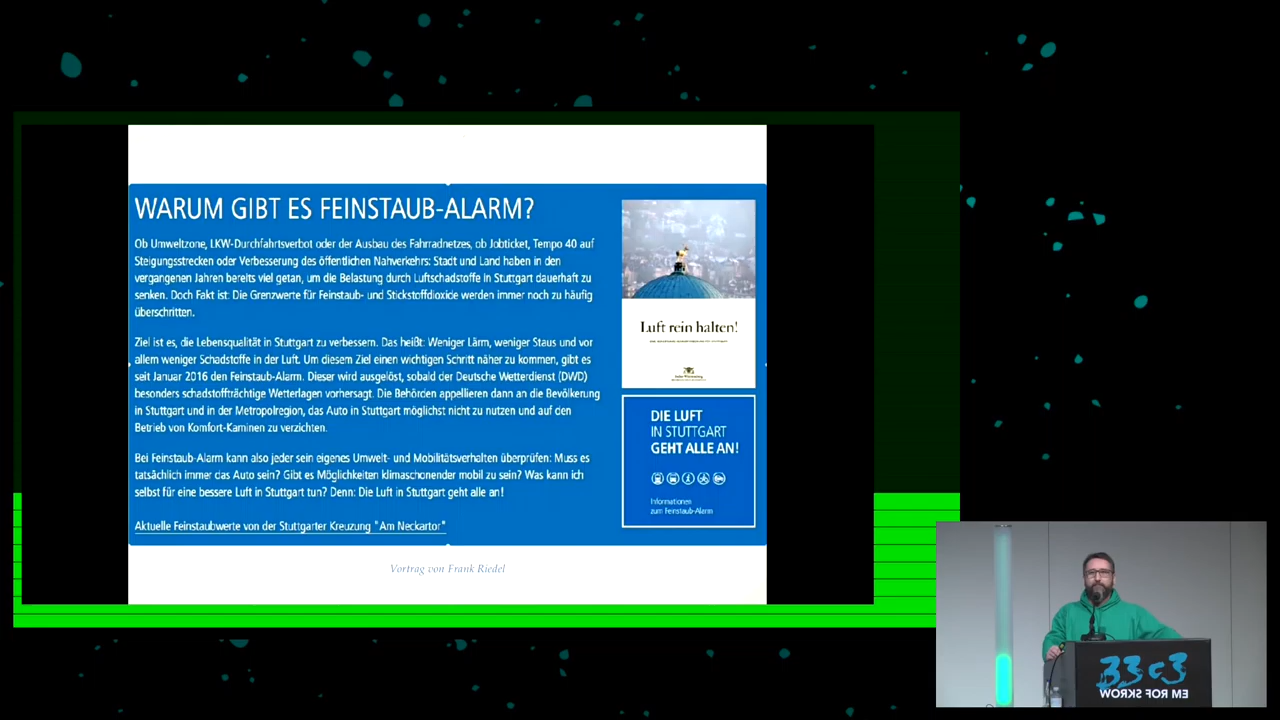 WARUM GIBT ES FEINSTAUB-ALARM?
Ob Umweltzone, LKW-Durchfahrtsverbot oder der Ausbau des Fahrradnetzes, ob Jobticket, Tempo 40 auf
Steigungsstrecken oder Verbesserung des öffentlichen Nahverkehrs: Stadt und Land haben in den
vergangenen Jahren bereits viel getan, um die Belastung durch Luftschadstoffe in Stuttgart dauerhaft zu
senken. Doch Fakt ist: Die Grenzwerte für Feinstaub- und Stickstoffdioxide werden immer noch zu häufig
überschritten.
Ziel ist es, die Lebensqualität in Stuttgart zu verbessern. Das heißt: Weniger Lärm, weniger Staus und vor
allem weniger Schadstoffe in der Luft. Um diesem Ziel einen wichtigen Schritt näher zu kommen, gibt es
seit Januar 2016 den Feinstaub-Alarm. Dieser wird ausgelöst, sobald der Deutsche Wetterdienst (DWD)
besonders schadstoffträchtige Wetterlagen vorhersagt. Die Behörden appellieren dann an die Bevölkerung
in Stuttgart und in der Metropolregion, das Auto in Stuttgart möglichst nicht zu nutzen und auf den
Betrieb von Komfort-Kaminen zu verzichten.
Bei Feinstaub-Alarm kann also jeder sein eigenes Umwelt- und Mobilitätsverhalten überprüfen: Muss es
tatsächlich immer das Auto sein? Gibt es Möglichkeiten klimaschonender mobil zu sein? Was kann ich
selbst für eine bessere Luft in Stuttgart tun? Denn: Die Luft in Stuttgart geht alle an!
Aktuelle Feinstaubwerte von der Stuttgarter Kreuzung "Am Neckartor"
Luft rein halten!
DIE LUFT
IN STUTTGART
GEHT ALLE AN!
Informationen
zum Feinstaub-Alarm
Vortrag von Frank Riedel
33c3
WORKS FOR ME